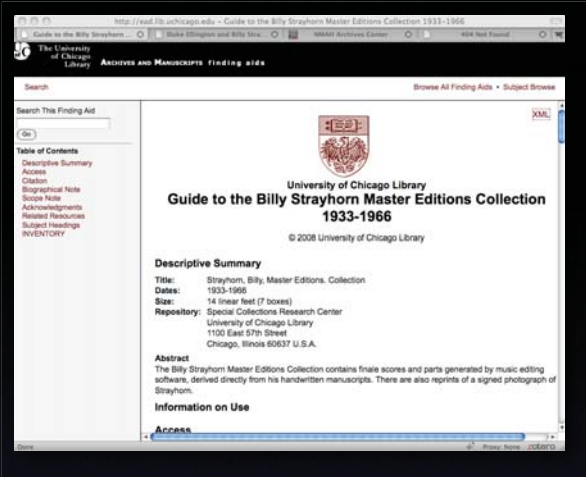 http://ead.lib.uchicago.edu – Guide to the Billy Strayhorn Master Editions Collection 1933–1966
Guide to the Billy Strayhorn ... Duke Ellington and Billy Stra... NMAH Archives Center 404 Not Found
The University
of Chicago
Library
ARCHIVES AND MANUSCRIPTS finding aids
Search Browse All Finding Aids • Subject Browse
Search This Finding Aid
Go
Table of Contents
Descriptive Summary
Access
Citation
Biographical Note
Scope Note
Acknowledgments
Related Resources
Subject Headings
INVENTORY
XML
University of Chicago Library
Guide to the Billy Strayhorn Master Editions Collection
1933-1966
© 2008 University of Chicago Library
Descriptive Summary
Title: Strayhorn, Billy, Master Editions. Collection
Dates: 1933-1966
Size: 14 linear feet (7 boxes)
Repository: Special Collections Research Center
University of Chicago Library
1100 East 57th Street
Chicago, Illinois 60637 U.S.A.
Abstract
The Billy Strayhorn Master Editions Collection contains finale scores and parts generated by music editing
software, derived directly from his handwritten manuscripts. There are also reprints of a signed photograph of
Strayhorn.
Information on Use
Access
Done Proxy: None zotero